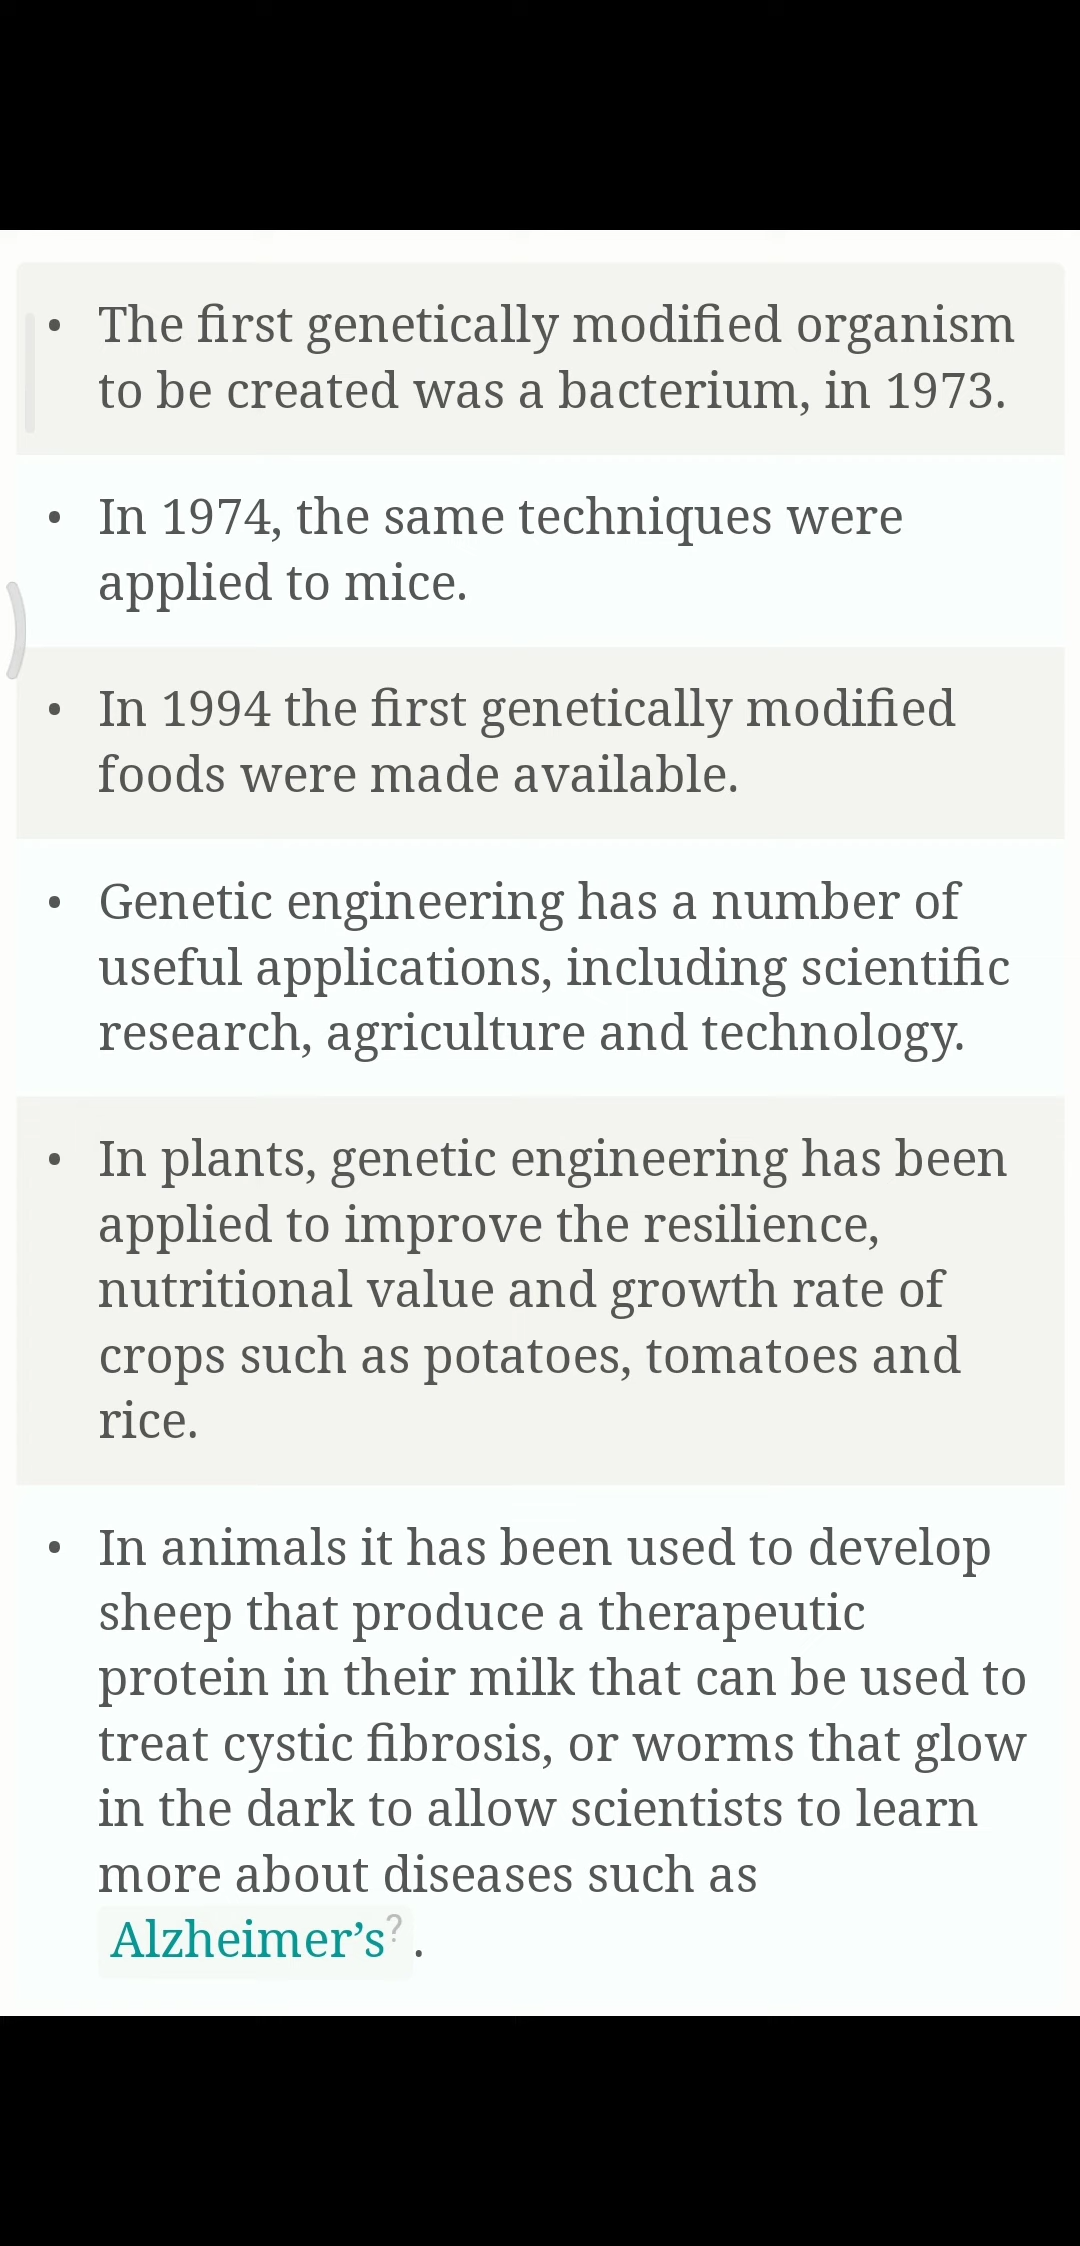 • The first genetically modified organism
to be created was a bacterium, in 1973.
• In 1974, the same techniques were
applied to mice.
• In 1994 the first genetically modified
foods were made available.
• Genetic engineering has a number of
useful applications, including scientific
research, agriculture and technology.
• In plants, genetic engineering has been
applied to improve the resilience,
nutritional value and growth rate of
crops such as potatoes, tomatoes and
rice.
• In animals it has been used to develop
sheep that produce a therapeutic
protein in their milk that can be used to
treat cystic fibrosis, or worms that glow
in the dark to allow scientists to learn
more about diseases such as
Alzheimer’s? .